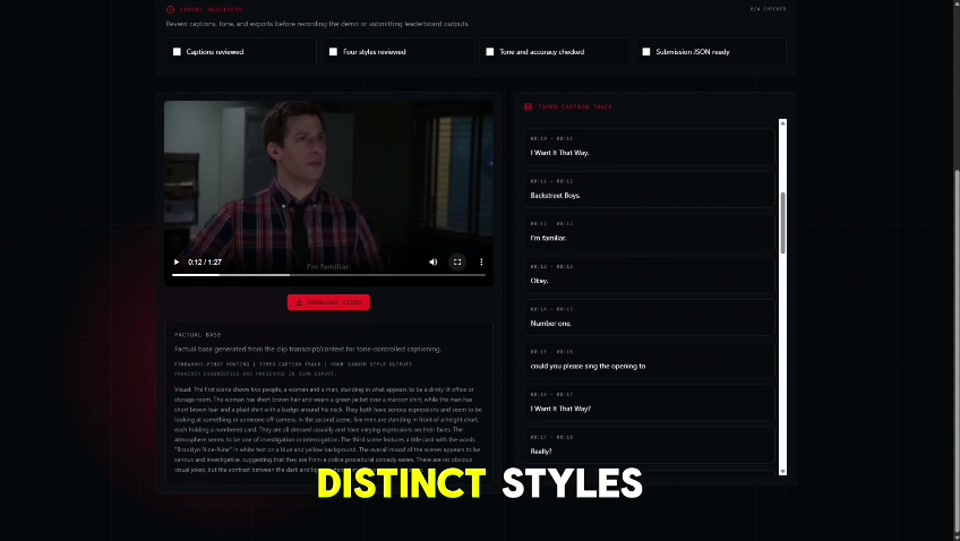 EXPORT READINESS
0/4 CHECKED
Review captions, tone, and exports before recording the demo or submitting leaderboard outputs.
Captions reviewed
Four styles reviewed
Tone and accuracy checked
Submission JSON ready
0:12 / 1:27
I'm familiar.
DOWNLOAD VIDEO
FACTUAL BASE
Factual base generated from the clip transcript/context for tone-controlled captioning.
FIREWORKS-FIRST ROUTING | TIMED CAPTION TRACK | FOUR JUDGED STYLE OUTPUTS
PROVIDER DIAGNOSTICS ARE PRESERVED IN JSON EXPORT.
Visual: The first scene shows two people, a woman and a man, standing in what appears to be a dimly lit office or
storage room. The woman has short brown hair and wears a green jacket over a maroon shirt, while the man has
short brown hair and a plaid shirt with a badge around his neck. They both have serious expressions and seem to be
looking at something or someone off-camera. In the second scene, five men are standing in front of a height chart,
each holding a number card. They are all dressed casually and have varying expressions on their faces. The
atmosphere seems to be one of investigation or interrogation. The third scene features a title card with the words
"Brooklyn Nine-Nine" in white text on a blue and yellow background. The overall mood of the scenes appears to be
serious and investigative, suggesting that they are from a police procedural comedy series. There are no obvious
visual jokes, but the contrast between the dark and
DISTINCT STYLES
TIMED CAPTION TRACK
00:10 - 00:11
I Want It That Way.
00:11 - 00:12
Backstreet Boys.
00:12 - 00:12
I'm familiar.
00:12 - 00:13
Okay.
00:14 - 00:15
Number one.
00:15 - 00:16
could you please sing the opening to
00:16 - 00:17
I Want It That Way?
00:17 - 00:18
Really?